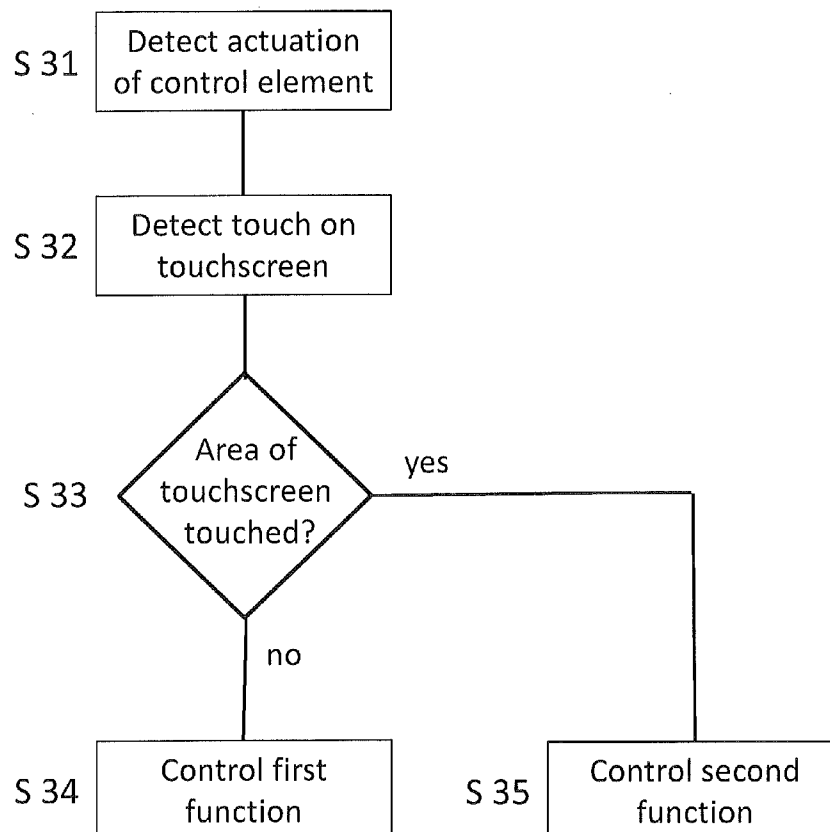 S 31
Detect actuation
of control element
S 32
Detect touch on
touchscreen
S 33
Area of
touchscreen
touched?
yes
no
S 34
Control first
function
S 35
Control second
function